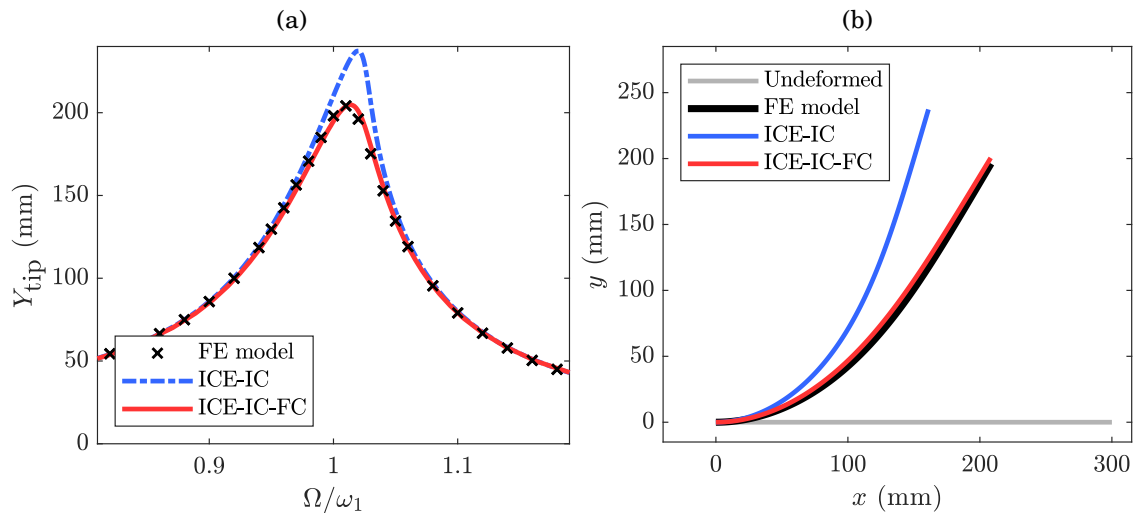 (a)
Y_tip (mm)
200
150
100
50
0
FE model
ICE-IC
ICE-IC-FC
0.9 1 1.1
Ω/ω₁
(b)
y (mm)
250
200
150
100
50
0
Undeformed
FE model
ICE-IC
ICE-IC-FC
0 100 200 300
x (mm)